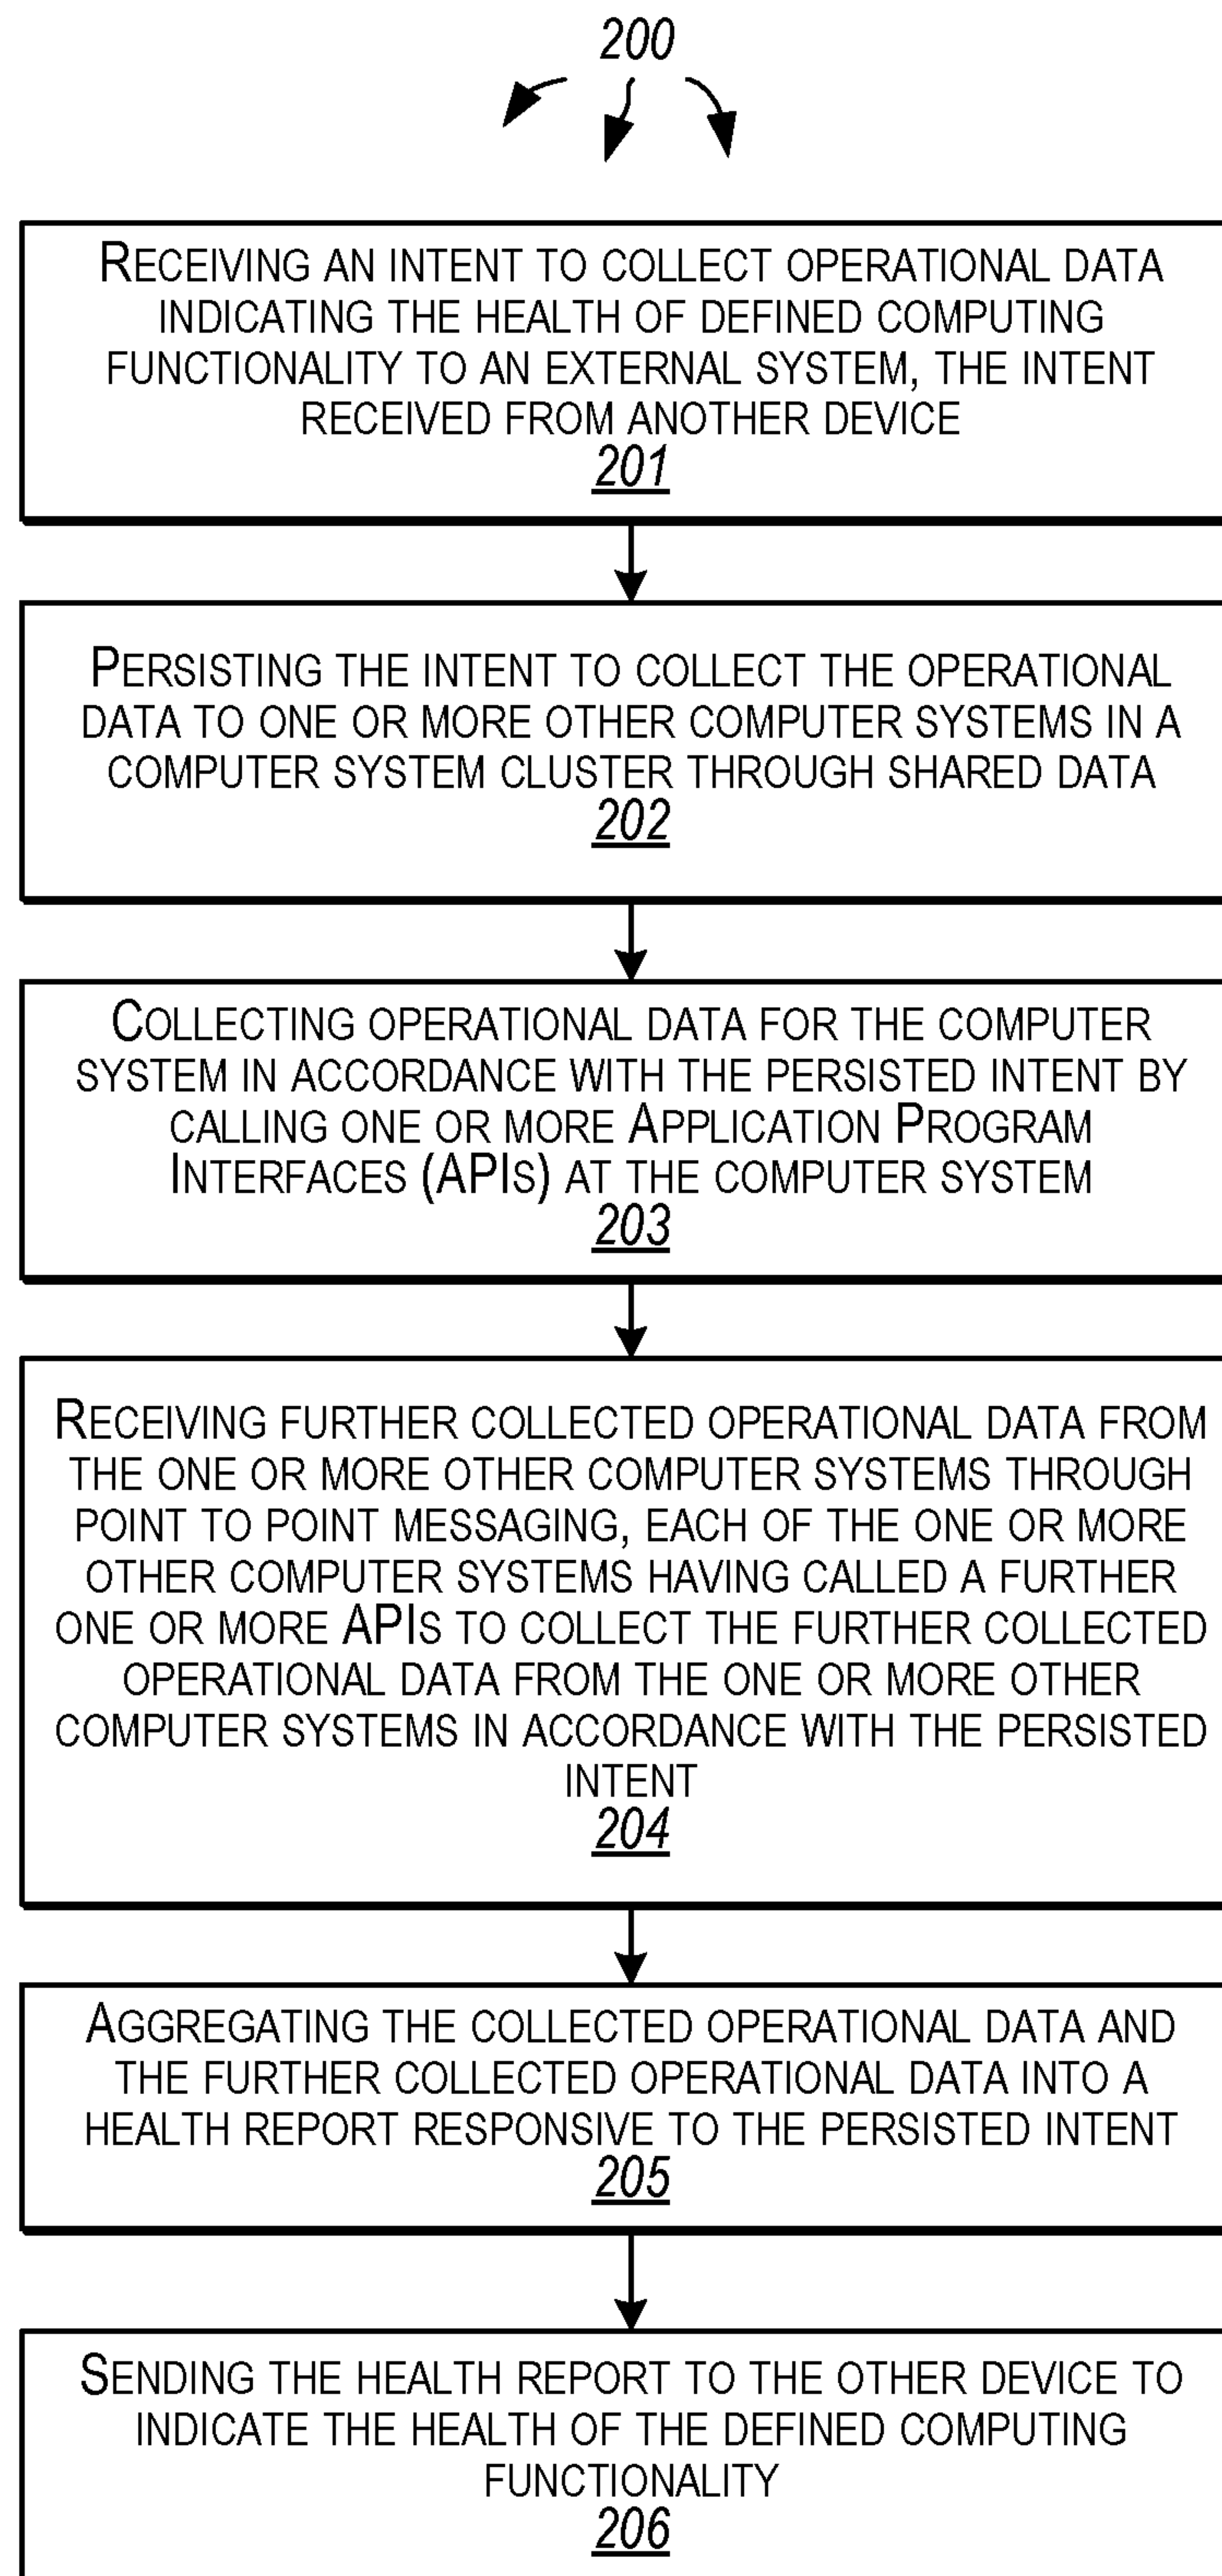 200
RECEIVING AN INTENT TO COLLECT OPERATIONAL DATA
INDICATING THE HEALTH OF DEFINED COMPUTING
FUNCTIONALITY TO AN EXTERNAL SYSTEM, THE INTENT
RECEIVED FROM ANOTHER DEVICE
201
PERSISTING THE INTENT TO COLLECT THE OPERATIONAL
DATA TO ONE OR MORE OTHER COMPUTER SYSTEMS IN A
COMPUTER SYSTEM CLUSTER THROUGH SHARED DATA
202
COLLECTING OPERATIONAL DATA FOR THE COMPUTER
SYSTEM IN ACCORDANCE WITH THE PERSISTED INTENT BY
CALLING ONE OR MORE APPLICATION PROGRAM
INTERFACES (APIS) AT THE COMPUTER SYSTEM
203
RECEIVING FURTHER COLLECTED OPERATIONAL DATA FROM
THE ONE OR MORE OTHER COMPUTER SYSTEMS THROUGH
POINT TO POINT MESSAGING, EACH OF THE ONE OR MORE
OTHER COMPUTER SYSTEMS HAVING CALLED A FURTHER
ONE OR MORE APIS TO COLLECT THE FURTHER COLLECTED
OPERATIONAL DATA FROM THE ONE OR MORE OTHER
COMPUTER SYSTEMS IN ACCORDANCE WITH THE PERSISTED
INTENT
204
AGGREGATING THE COLLECTED OPERATIONAL DATA AND
THE FURTHER COLLECTED OPERATIONAL DATA INTO A
HEALTH REPORT RESPONSIVE TO THE PERSISTED INTENT
205
SENDING THE HEALTH REPORT TO THE OTHER DEVICE TO
INDICATE THE HEALTH OF THE DEFINED COMPUTING
FUNCTIONALITY
206